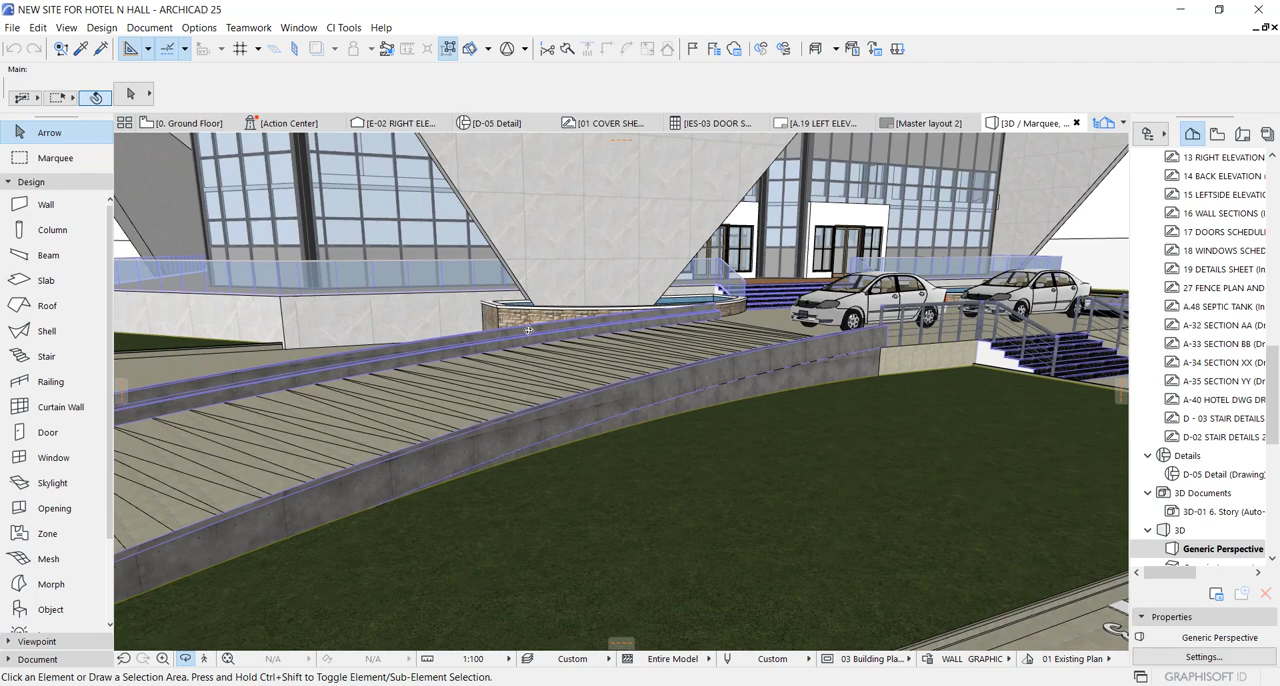 NEW SITE FOR HOTEL N HALL - ARCHICAD 25
File Edit View Design Document Options Teamwork Window CI Tools Help
Main:
[0. Ground Floor] [Action Center] [E-02 RIGHT ELE... [D-05 Detail] [01 COVER SHE... [IES-03 DOOR S... [A.19 LEFT ELEV... [Master layout 2] [3D / Marquee, ...
Arrow
Marquee
Design
Wall
Column
Beam
Slab
Roof
Shell
Stair
Railing
Curtain Wall
Door
Window
Skylight
Opening
Zone
Mesh
Morph
Object
Viewpoint
Document
13 RIGHT ELEVATION
14 BACK ELEVATION (
15 LEFTSIDE ELEVATIO
16 WALL SECTIONS (
17 DOORS SCHEDUL
18 WINDOWS SCHED
19 DETAILS SHEET (In
27 FENCE PLAN AND
A.48 SEPTIC TANK (In
A-32 SECTION AA (Dr
A-33 SECTION BB (Dr
A-34 SECTION XX (Dr
A-35 SECTION YY (Dr
A-40 HOTEL DWG DR
D - 03 STAIR DETAILS
D-02 STAIR DETAILS 2
Details
D-05 Detail (Drawing
3D Documents
3D-01 6. Story (Auto-
3D
Generic Perspective
Properties
Generic Perspective
Settings...
N/A N/A 1:100 Custom Entire Model Custom 03 Building Pla... WALL GRAPHIC 01 Existing Plan
Click an Element or Draw a Selection Area. Press and Hold Ctrl+Shift to Toggle Element/Sub-Element Selection.
GRAPHISOFT ID